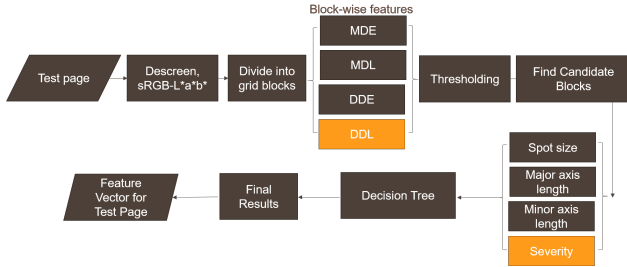 Block-wise features
Test page
Descreen,
sRGB-L*a*b*
Divide into
grid blocks
MDE
MDL
DDE
DDL
Thresholding
Find Candidate
Blocks
Spot size
Major axis
length
Minor axis
length
Severity
Decision Tree
Final
Results
Feature
Vector for
Test Page